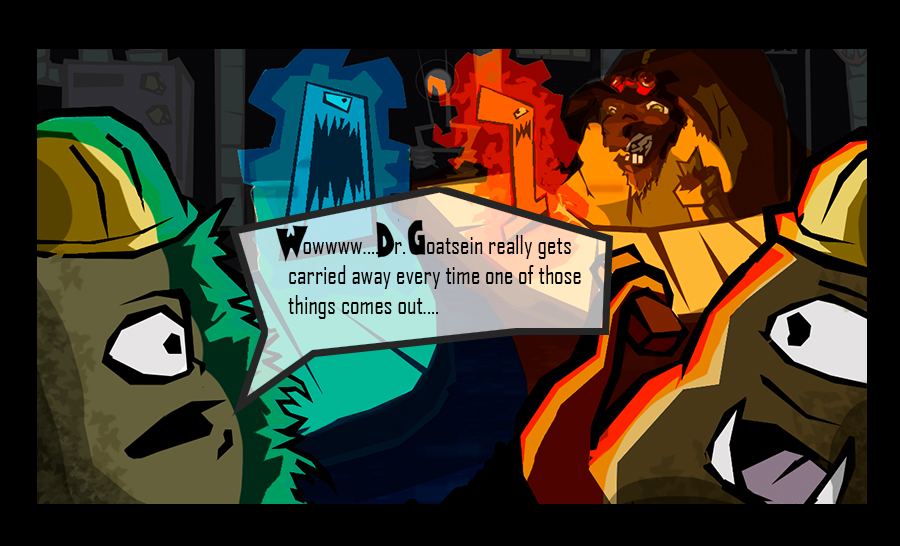 Wowwww....Dr.Goatsein really gets
carried away every time one of those
things comes out....